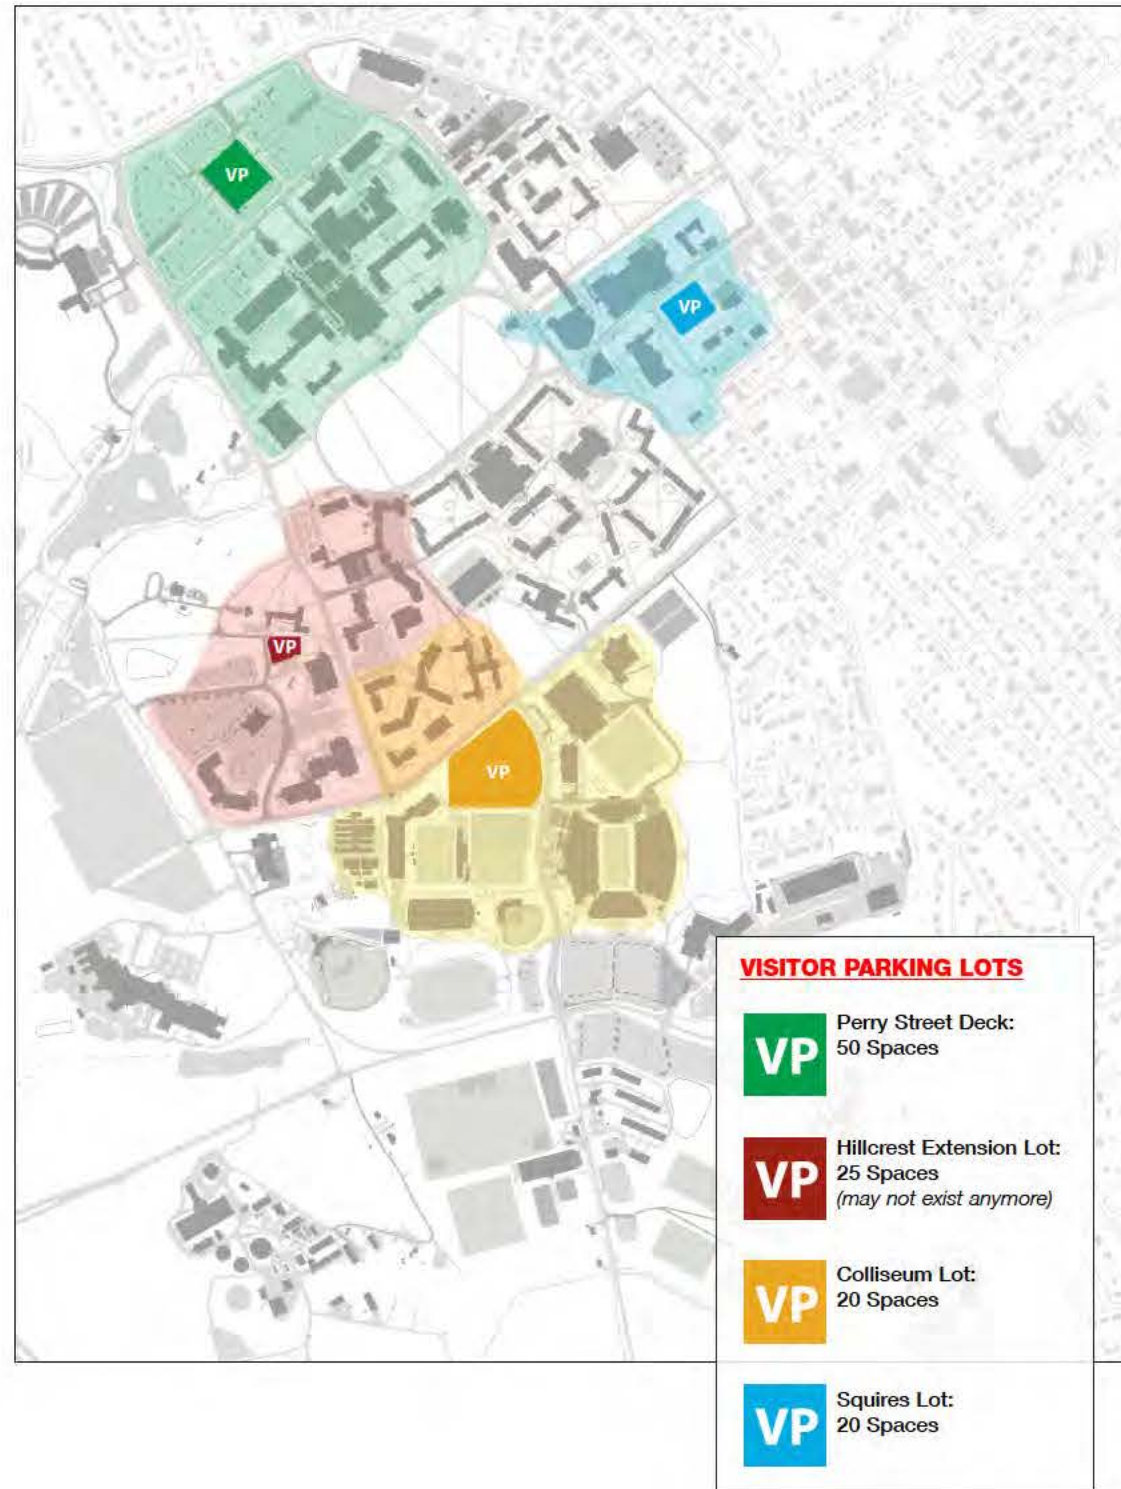 VP
VP
VP
VP
VISITOR PARKING LOTS
VP
Perry Street Deck:
50 Spaces
VP
Hillcrest Extension Lot:
25 Spaces
(may not exist anymore)
VP
Colliseum Lot:
20 Spaces
VP
Squires Lot:
20 Spaces